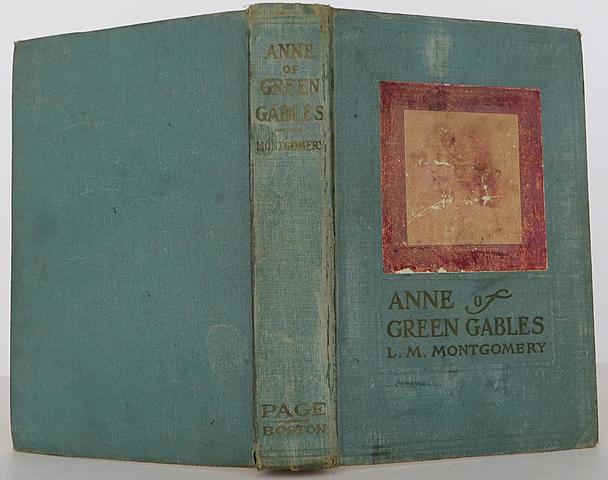 ANNE
OF
GREEN
GABLES
MONTGOMERY
PAGE
BOSTON
ANNE of
GREEN GABLES
L. M. MONTGOMERY